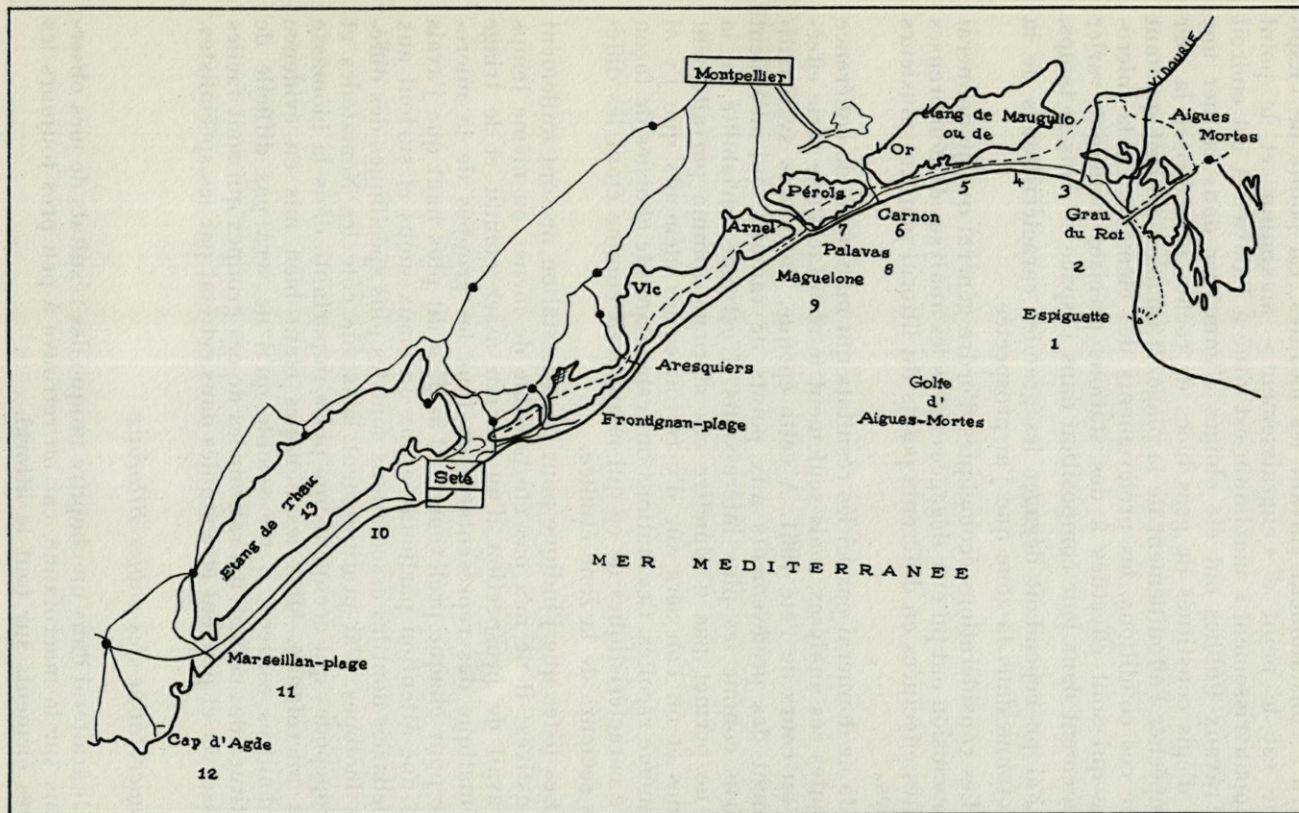 Montpellier
VIDOURLE
Etang de Mauguio
ou de
l'Or
Aigues
Mortes
Pérols
5
4
3
Arnel
7
Carnon
6
Grau
du Rot
Palavas
8
2
Maguelone
9
Vic
Espiguette
1
Aresquiers
Golfe
d'
Aigues-Mortes
Frontignan-plage
Sète
Etang de Thau
13
10
MER MEDITERRANEE
Marseillan-plage
11
Cap d'Agde
12